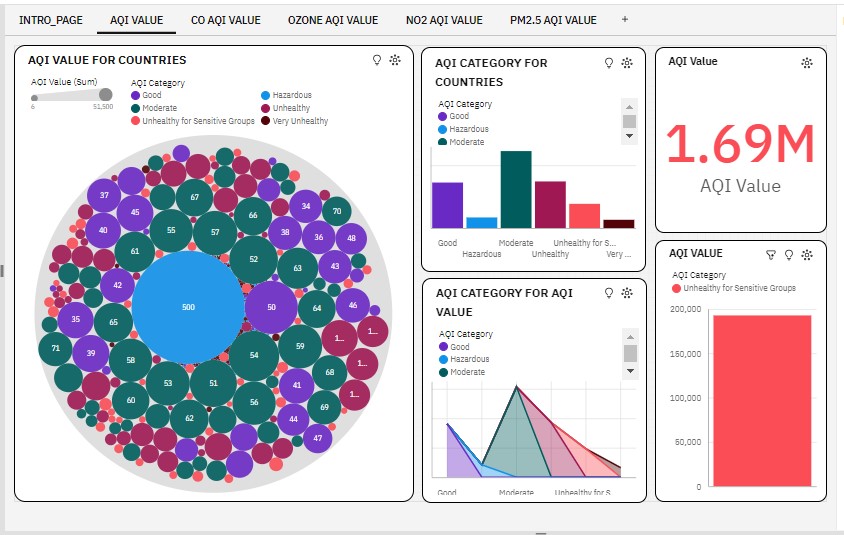 INTRO_PAGE AQI VALUE CO AQI VALUE OZONE AQI VALUE NO2 AQI VALUE PM2.5 AQI VALUE +
AQI VALUE FOR COUNTRIES
AQI Value (Sum)
6 51,500
AQI Category
Good Hazardous
Moderate Unhealthy
Unhealthy for Sensitive Groups Very Unhealthy
67
37
45
34
70
66
40
55
57
38
36
48
61
52
63
43
42
500
50
64
46
35
65
1...
1...
71
39
58
54
59
1...
68
53
51
41
1...
60
56
69
62
44
47
AQI CATEGORY FOR
COUNTRIES
AQI Category
Good
Hazardous
Moderate
Good Moderate Unhealthy for S...
Hazardous Unhealthy Very ...
AQI CATEGORY FOR AQI
VALUE
AQI Category
Good
Hazardous
Moderate
Good Moderate Unhealthy for S
AQI Value
1.69M
AQI Value
AQI VALUE
AQI Category
Unhealthy for Sensitive Groups
200,000
150,000
100,000
50,000
0